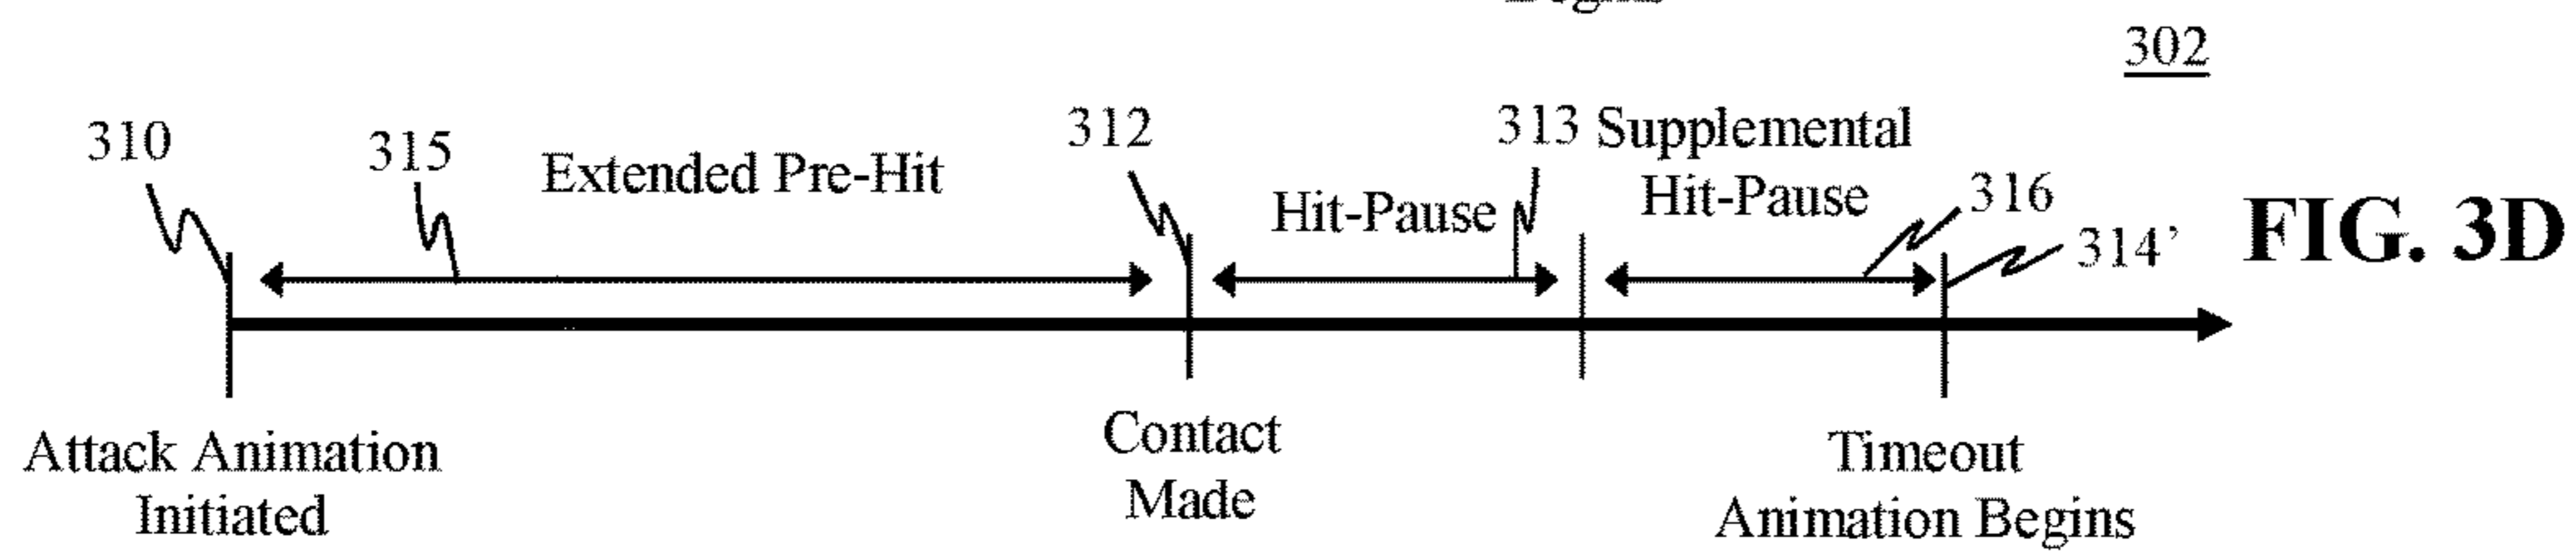 302
310
315
Extended Pre-Hit
312
Hit-Pause
313
Supplemental
Hit-Pause
316
314’
FIG. 3D
Attack Animation
Initiated
Contact
Made
Timeout
Animation Begins